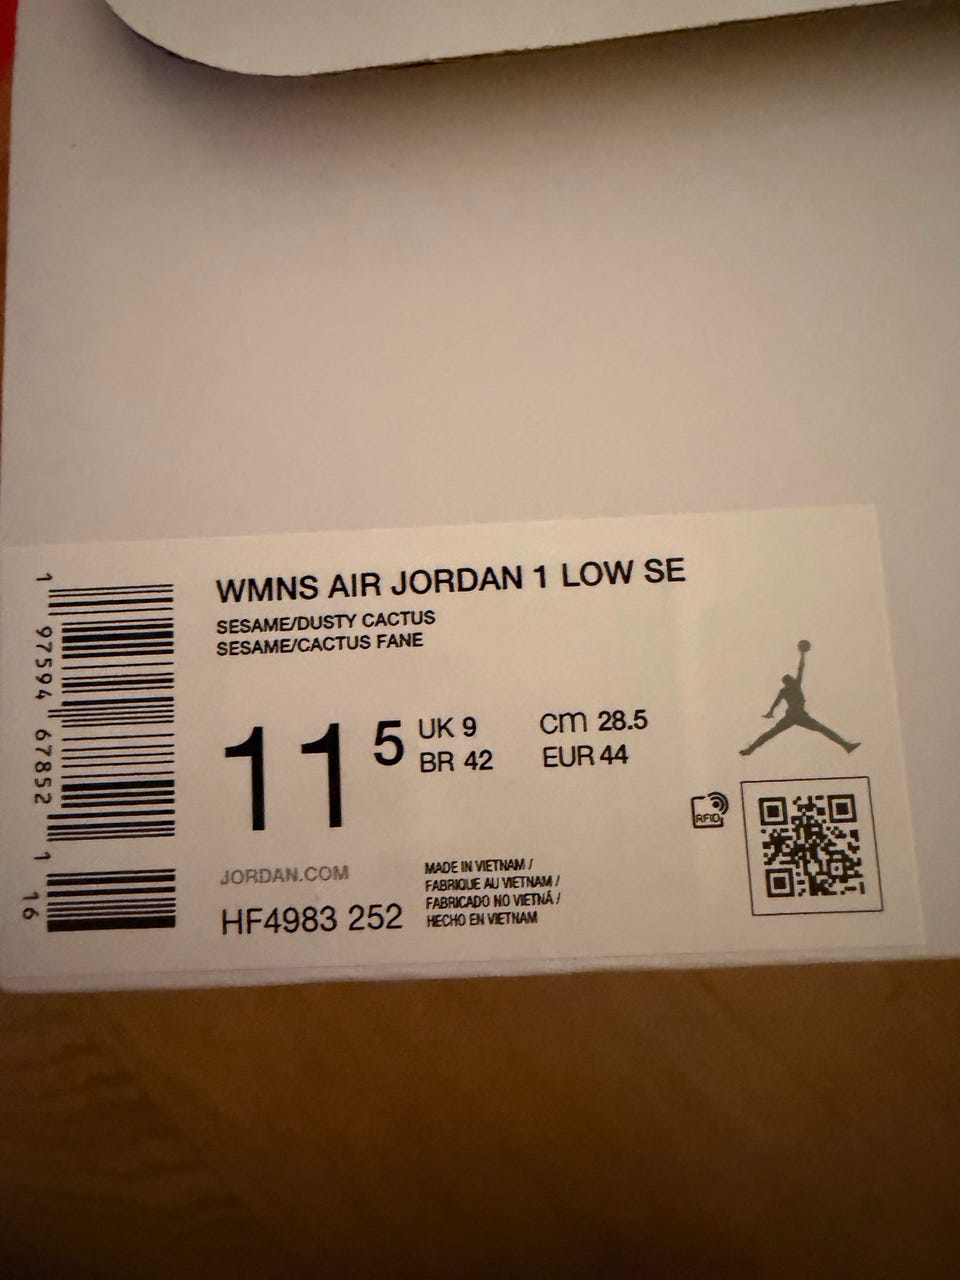 WMNS AIR JORDAN 1 LOW SE
SESAME/DUSTY CACTUS
SESAME/CACTUS FANE
11 5
UK 9 cm 28.5
BR 42 EUR 44
RFID
JORDAN.COM
HF4983 252
MADE IN VIETNAM /
FABRIQUE AU VIETNAM /
FABRICADO NO VIETNÃ /
HECHO EN VIETNAM
1 97594 67852 1 16